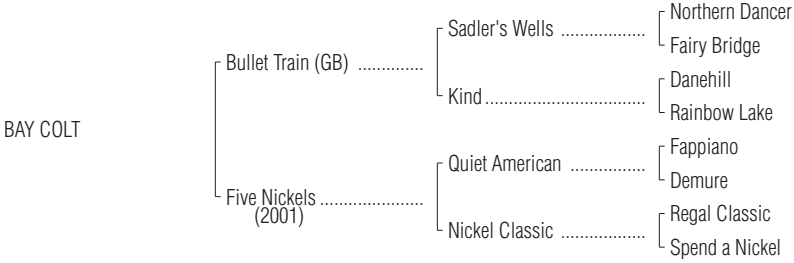 Northern Dancer
Sadler's Wells ..................
Fairy Bridge
Bullet Train (GB) ..............
Danehill
Kind..................................
Rainbow Lake
BAY COLT
Fappiano
Quiet American ................
Demure
Five Nickels ......................
(2001)
Regal Classic
Nickel Classic ..................
Spend a Nickel